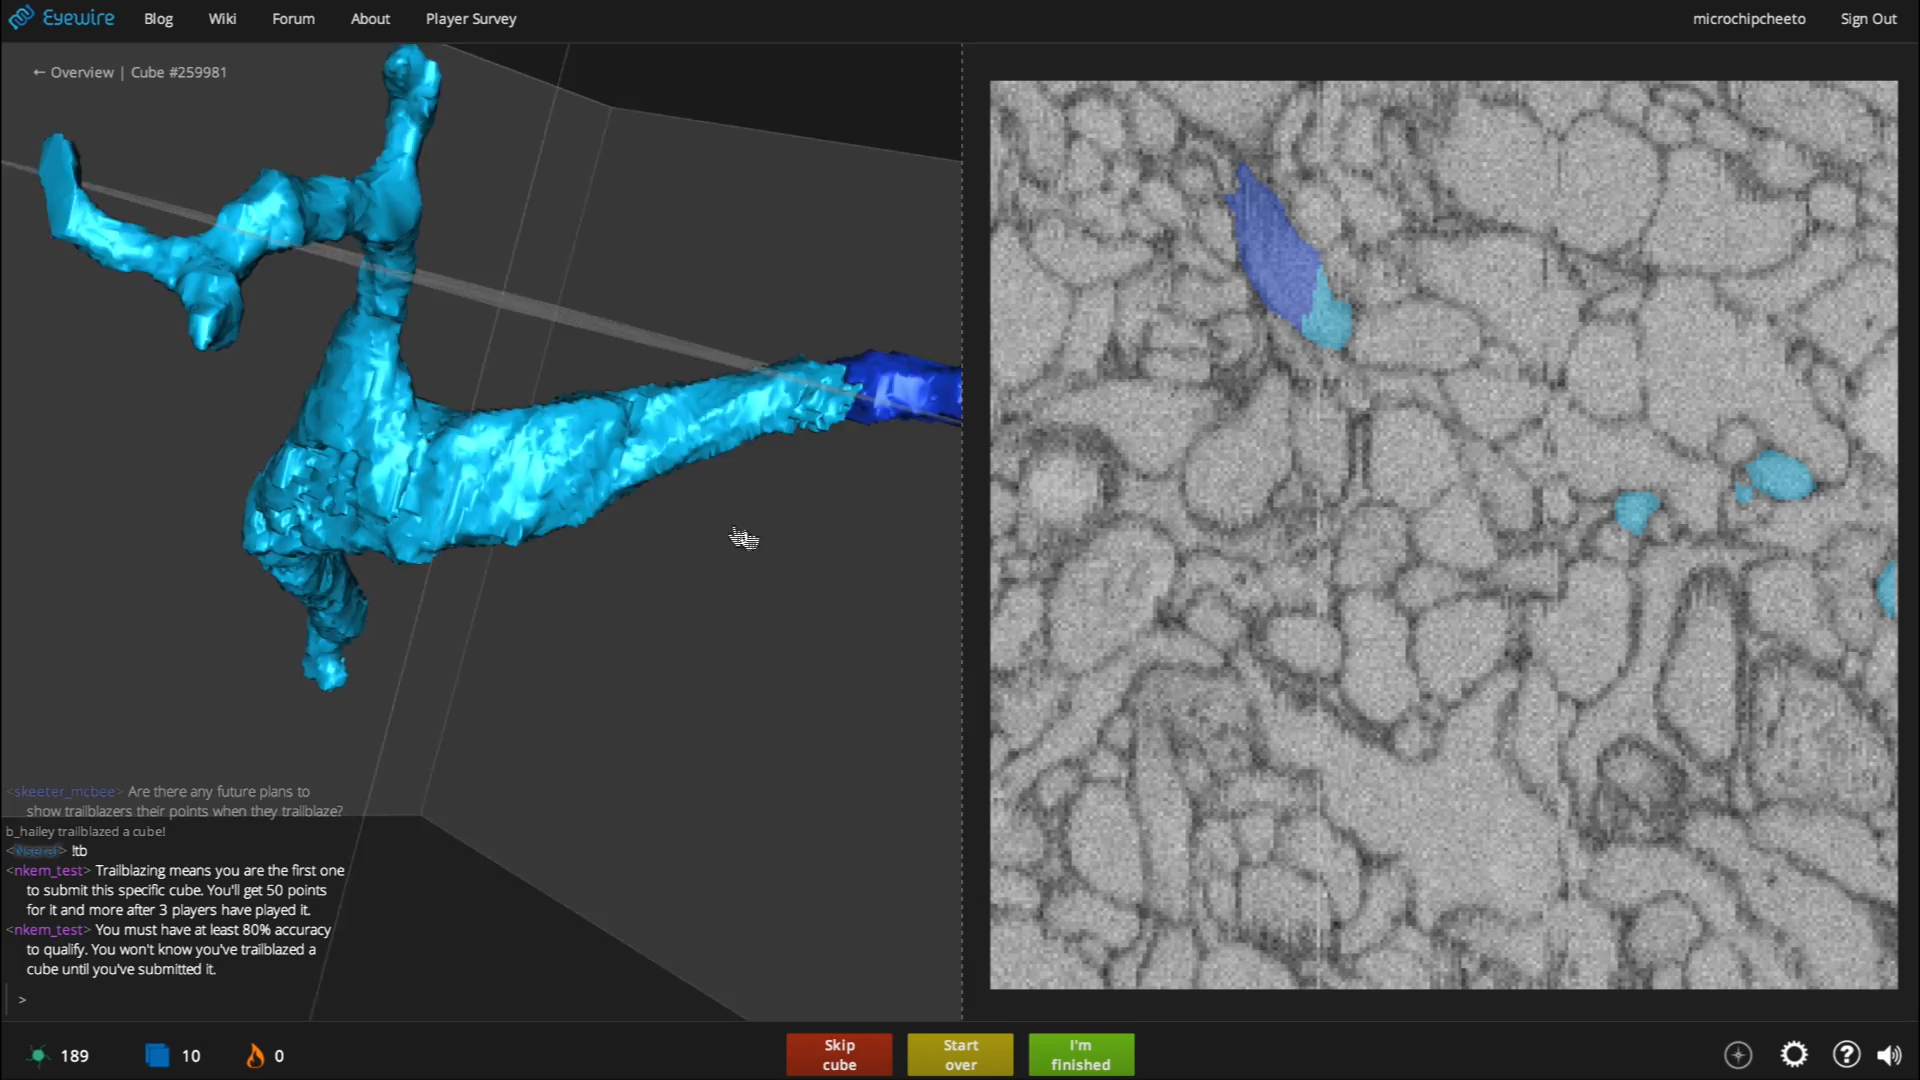 Eyewire Blog Wiki Forum About Player Survey microchipcheeto Sign Out
← Overview | Cube #259981
<skeeter_mcbee> Are there any future plans to
show trailblazers their points when they trailblaze?
b_hailey trailblazed a cube!
<Nseraf> !tb
<nkem_test> Trailblazing means you are the first one
to submit this specific cube. You'll get 50 points
for it and more after 3 players have played it.
<nkem_test> You must have at least 80% accuracy
to qualify. You won't know you've trailblazed a
cube until you've submitted it.
>
189 10 0
Skip
cube
Start
over
I'm
finished